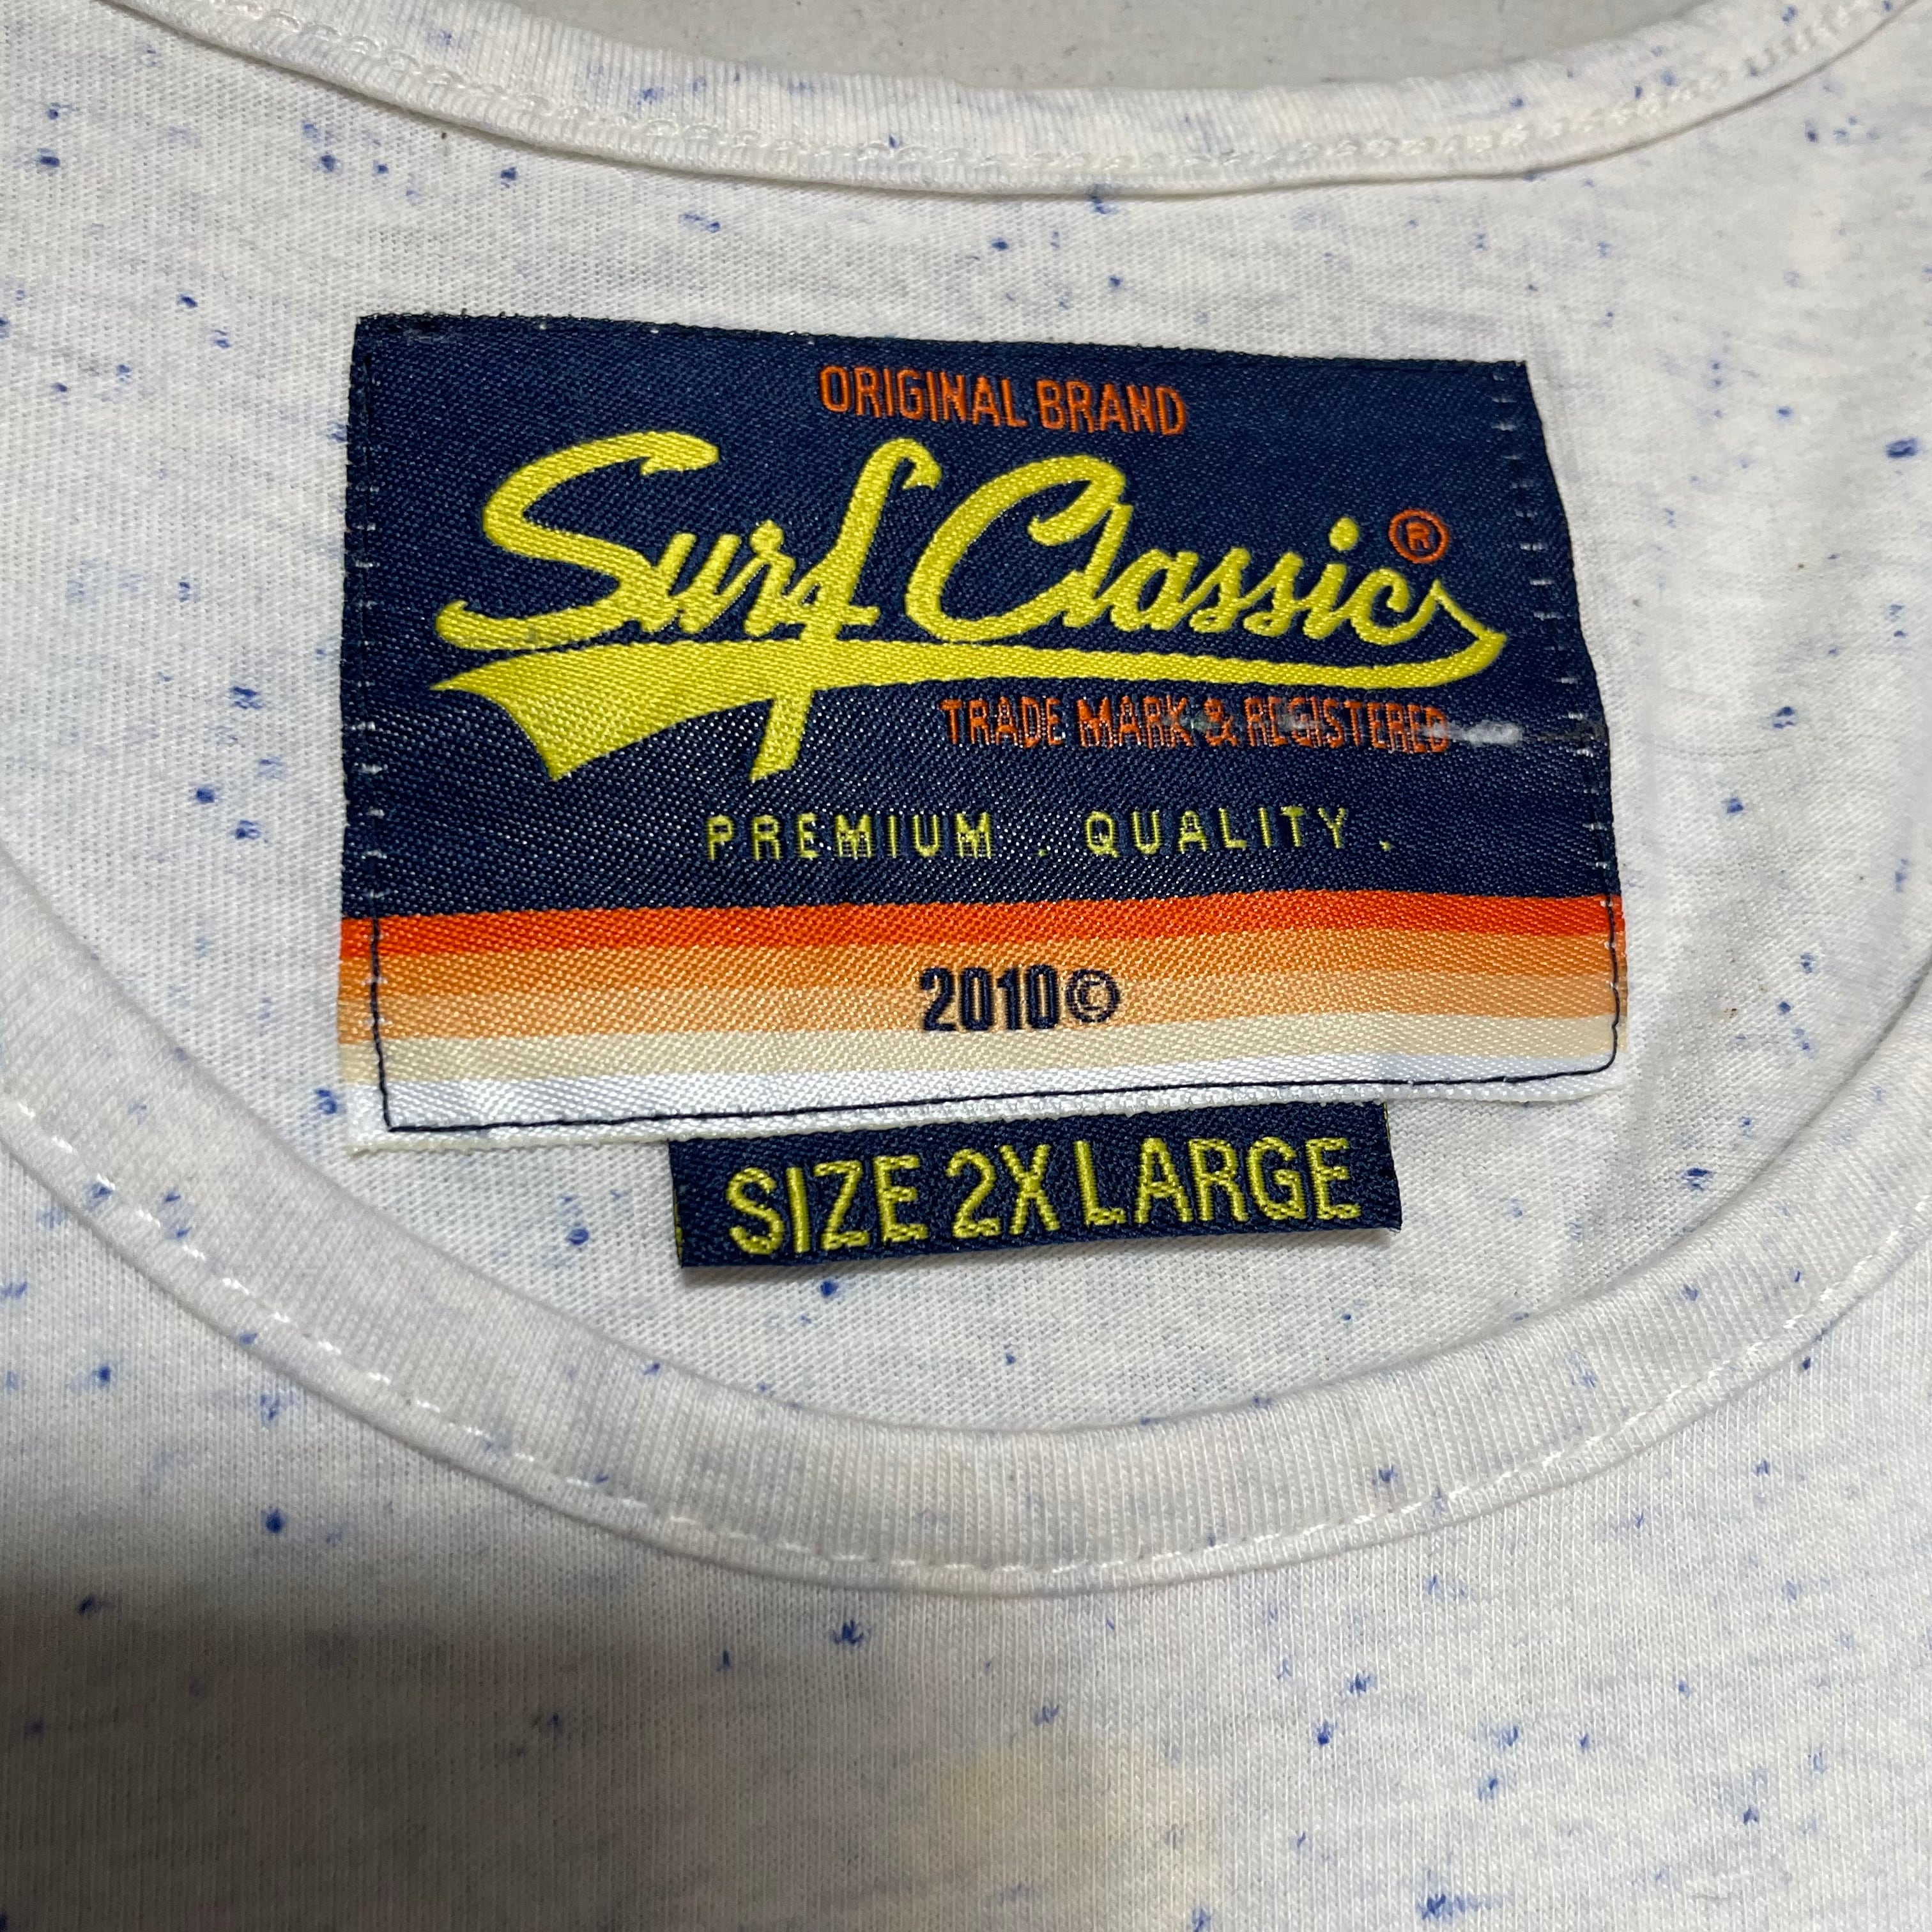 ORIGINAL BRAND
Surf Classic ®
TRADE MARK & REGISTERED
PREMIUM . QUALITY .
2010©
SIZE 2X LARGE